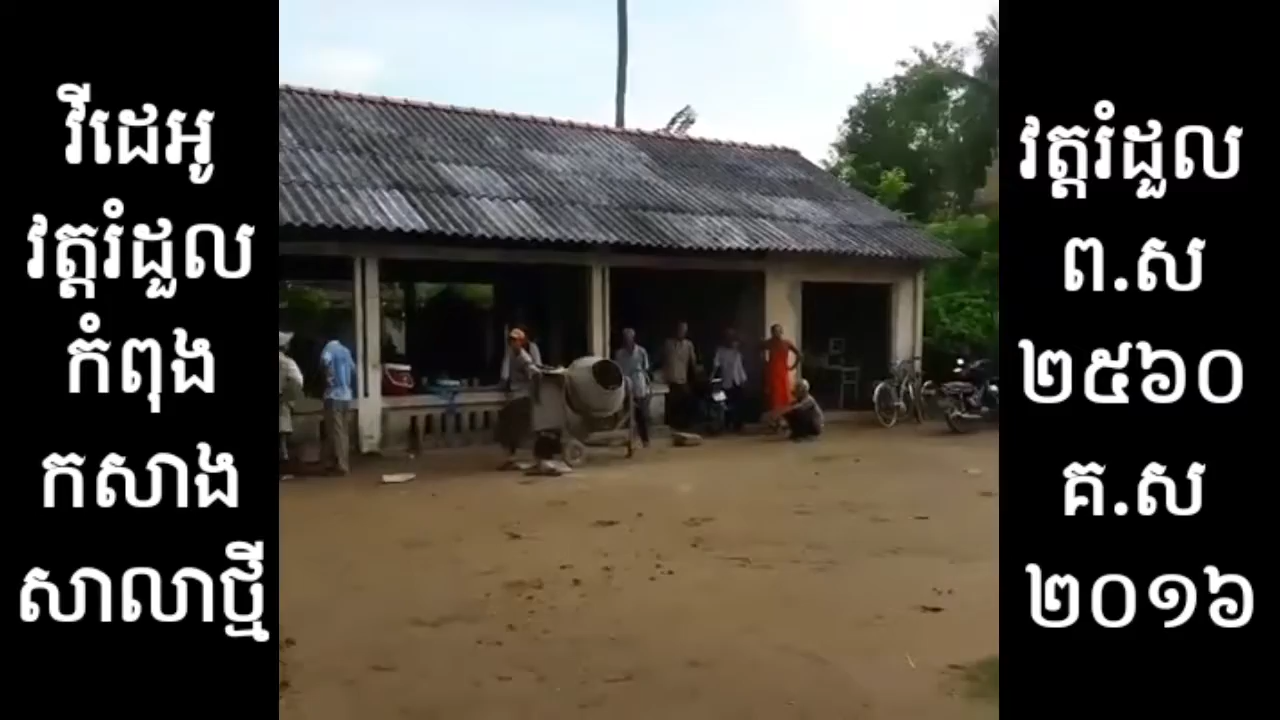 វីដេអូ
វត្តរំដួល
កំពុង
កសាង
សាលាថ្មី
វត្តរំដួល
ព.ស
២៥៦០
គ.ស
២០១៦